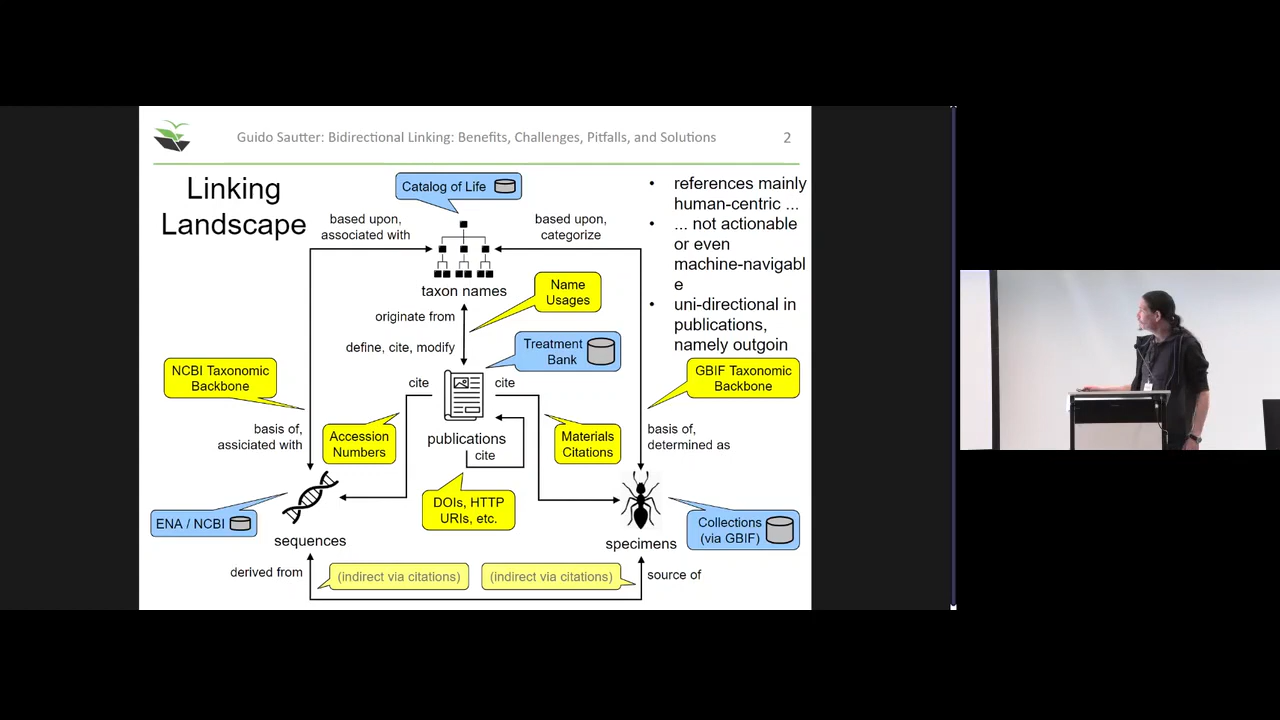 Guido Sautter: Bidirectional Linking: Benefits, Challenges, Pitfalls, and Solutions
2
Linking
Landscape
Catalog of Life
based upon,
associated with
based upon,
categorize
taxon names
Name
Usages
originate from
define, cite, modify
Treatment
Bank
• references mainly
human-centric ...
• ... not actionable
or even
machine-navigabl
e
• uni-directional in
publications,
namely outgoin
NCBI Taxonomic
Backbone
GBIF Taxonomic
Backbone
cite
cite
basis of,
assiciated with
Accession
Numbers
publications
cite
Materials
Citations
basis of,
determined as
DOIs, HTTP
URIs, etc.
ENA / NCBI
sequences
specimens
Collections
(via GBIF)
derived from
(indirect via citations)
(indirect via citations)
source of